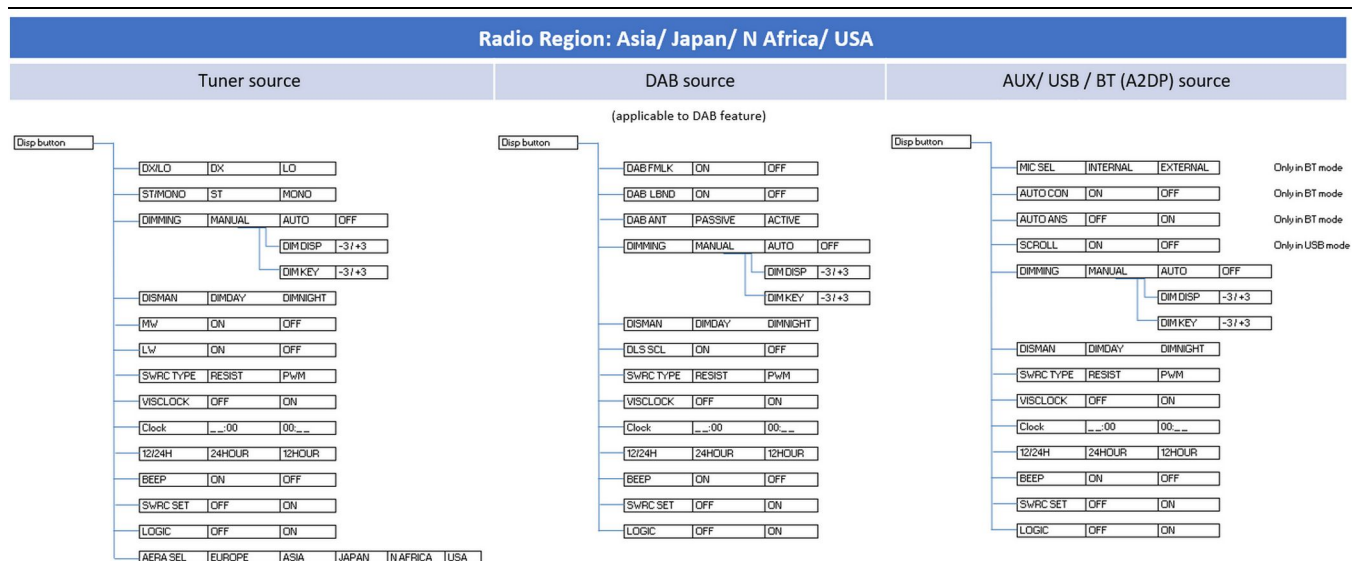 Radio Region: Asia/ Japan/ N Africa/ USA
Tuner source
DAB source
AUX/ USB / BT (A2DP) source
(applicable to DAB feature)
Disp button
DX/LO DX LO
ST/MONO ST MONO
DIMMING MANUAL AUTO OFF
DIM DISP -3 / +3
DIM KEY -3 / +3
DISMAN DIMDAY DIMNIGHT
MW ON OFF
LW ON OFF
SWRC TYPE RESIST PWM
VISCLOCK OFF ON
Clock _ _:00 00:_ _
12/24H 24HOUR 12HOUR
BEEP ON OFF
SWRC SET OFF ON
LOGIC OFF ON
AERA SEL EUROPE ASIA JAPAN N AFRICA USA
Disp button
DAB FMLK ON OFF
DAB LBND ON OFF
DAB ANT PASSIVE ACTIVE
DIMMING MANUAL AUTO OFF
DIM DISP -3 / +3
DIM KEY -3 / +3
DISMAN DIMDAY DIMNIGHT
DLS SCL ON OFF
SWRC TYPE RESIST PWM
VISCLOCK OFF ON
Clock _ _:00 00:_ _
12/24H 24HOUR 12HOUR
BEEP ON OFF
SWRC SET OFF ON
LOGIC OFF ON
Disp button
MIC SEL INTERNAL EXTERNAL Only in BT mode
AUTO CON ON OFF Only in BT mode
AUTO ANS OFF ON Only in BT mode
SCROLL ON OFF Only in USB mode
DIMMING MANUAL AUTO OFF
DIM DISP -3 / +3
DIM KEY -3 / +3
DISMAN DIMDAY DIMNIGHT
SWRC TYPE RESIST PWM
VISCLOCK OFF ON
Clock _ _:00 00:_ _
12/24H 24HOUR 12HOUR
BEEP ON OFF
SWRC SET OFF ON
LOGIC OFF ON